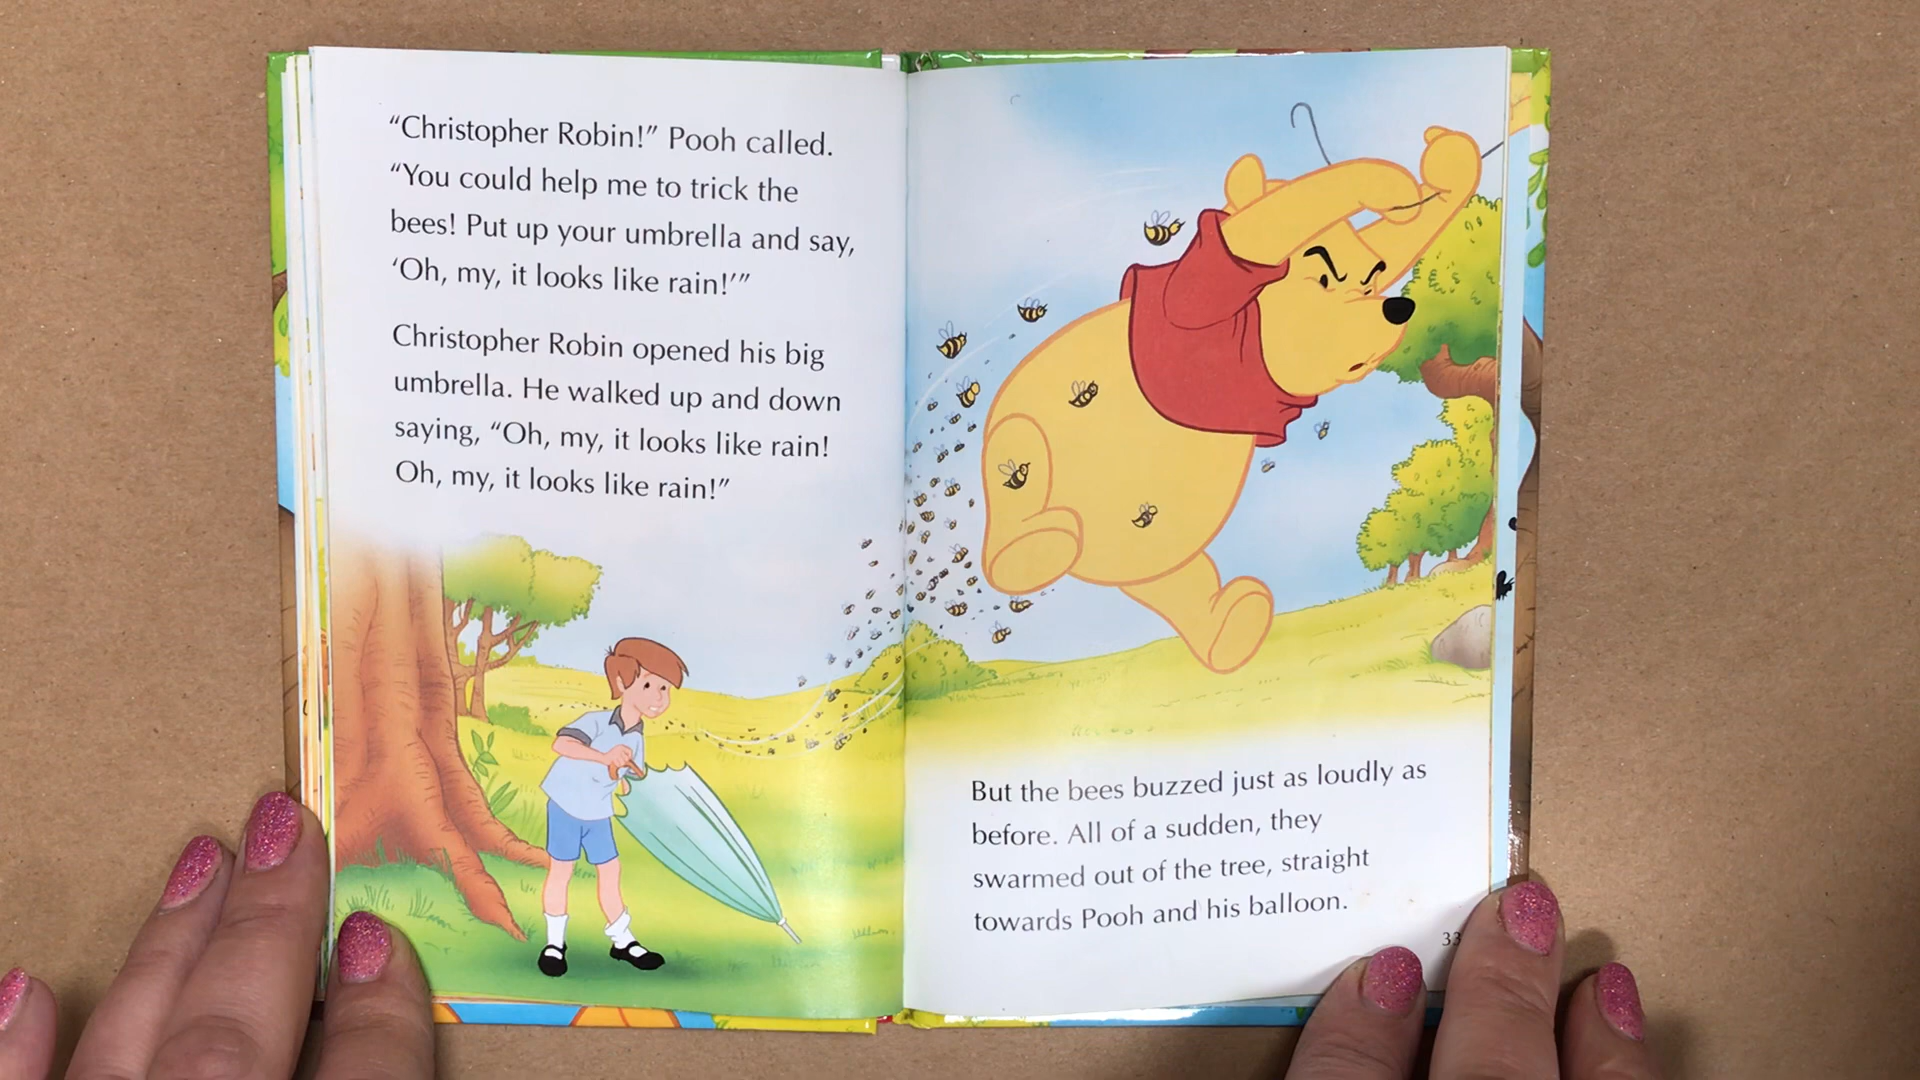 “Christopher Robin!” Pooh called.
“You could help me to trick the
bees! Put up your umbrella and say,
‘Oh, my, it looks like rain!’”
Christopher Robin opened his big
umbrella. He walked up and down
saying, “Oh, my, it looks like rain!
Oh, my, it looks like rain!”
But the bees buzzed just as loudly as
before. All of a sudden, they
swarmed out of the tree, straight
towards Pooh and his balloon.
33